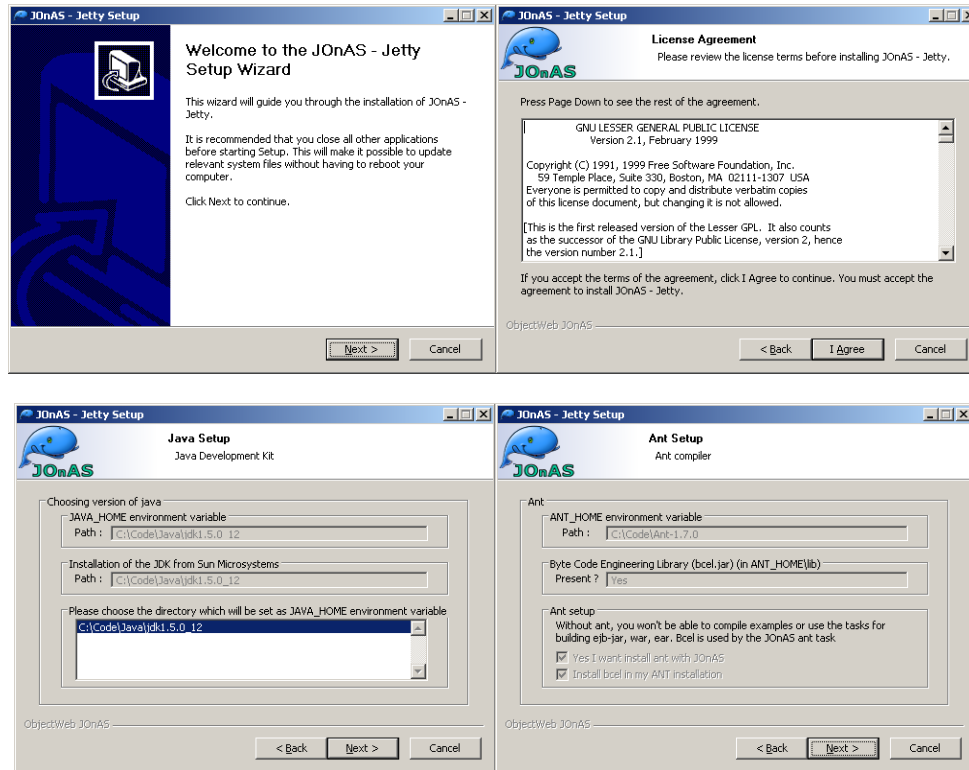 JOnAS - Jetty Setup
Welcome to the JOnAS - Jetty
Setup Wizard
This wizard will guide you through the installation of JOnAS -
Jetty.
It is recommended that you close all other applications
before starting Setup. This will make it possible to update
relevant system files without having to reboot your
computer.
Click Next to continue.
Next >
Cancel
JOnAS - Jetty Setup
JOnAS
License Agreement
Please review the license terms before installing JOnAS - Jetty.
Press Page Down to see the rest of the agreement.
GNU LESSER GENERAL PUBLIC LICENSE
Version 2.1, February 1999
Copyright (C) 1991, 1999 Free Software Foundation, Inc.
59 Temple Place, Suite 330, Boston, MA  02111-1307  USA
Everyone is permitted to copy and distribute verbatim copies
of this license document, but changing it is not allowed.
[This is the first released version of the Lesser GPL.  It also counts
as the successor of the GNU Library Public License, version 2, hence
the version number 2.1.]
If you accept the terms of the agreement, click I Agree to continue. You must accept the
agreement to install JOnAS - Jetty.
ObjectWeb JOnAS
< Back
I Agree
Cancel
JOnAS - Jetty Setup
JOnAS
Java Setup
Java Development Kit
Choosing version of java
JAVA_HOME environment variable
Path : C:\Code\Java\jdk1.5.0_12
Installation of the JDK from Sun Microsystems
Path : C:\Code\Java\jdk1.5.0_12
Please choose the directory which will be set as JAVA_HOME environment variable
C:\Code\Java\jdk1.5.0_12
ObjectWeb JOnAS
< Back
Next >
Cancel
JOnAS - Jetty Setup
JOnAS
Ant Setup
Ant compiler
Ant
ANT_HOME environment variable
Path : C:\Code\Ant-1.7.0
Byte Code Engineering Library (bcel.jar) (in ANT_HOME\lib)
Present ? Yes
Ant setup
Without ant, you won't be able to compile examples or use the tasks for
building ejb-jar, war, ear. Bcel is used by the JOnAS ant task
Yes I want install ant with JOnAS
Install bcel in my ANT installation
ObjectWeb JOnAS
< Back
Next >
Cancel